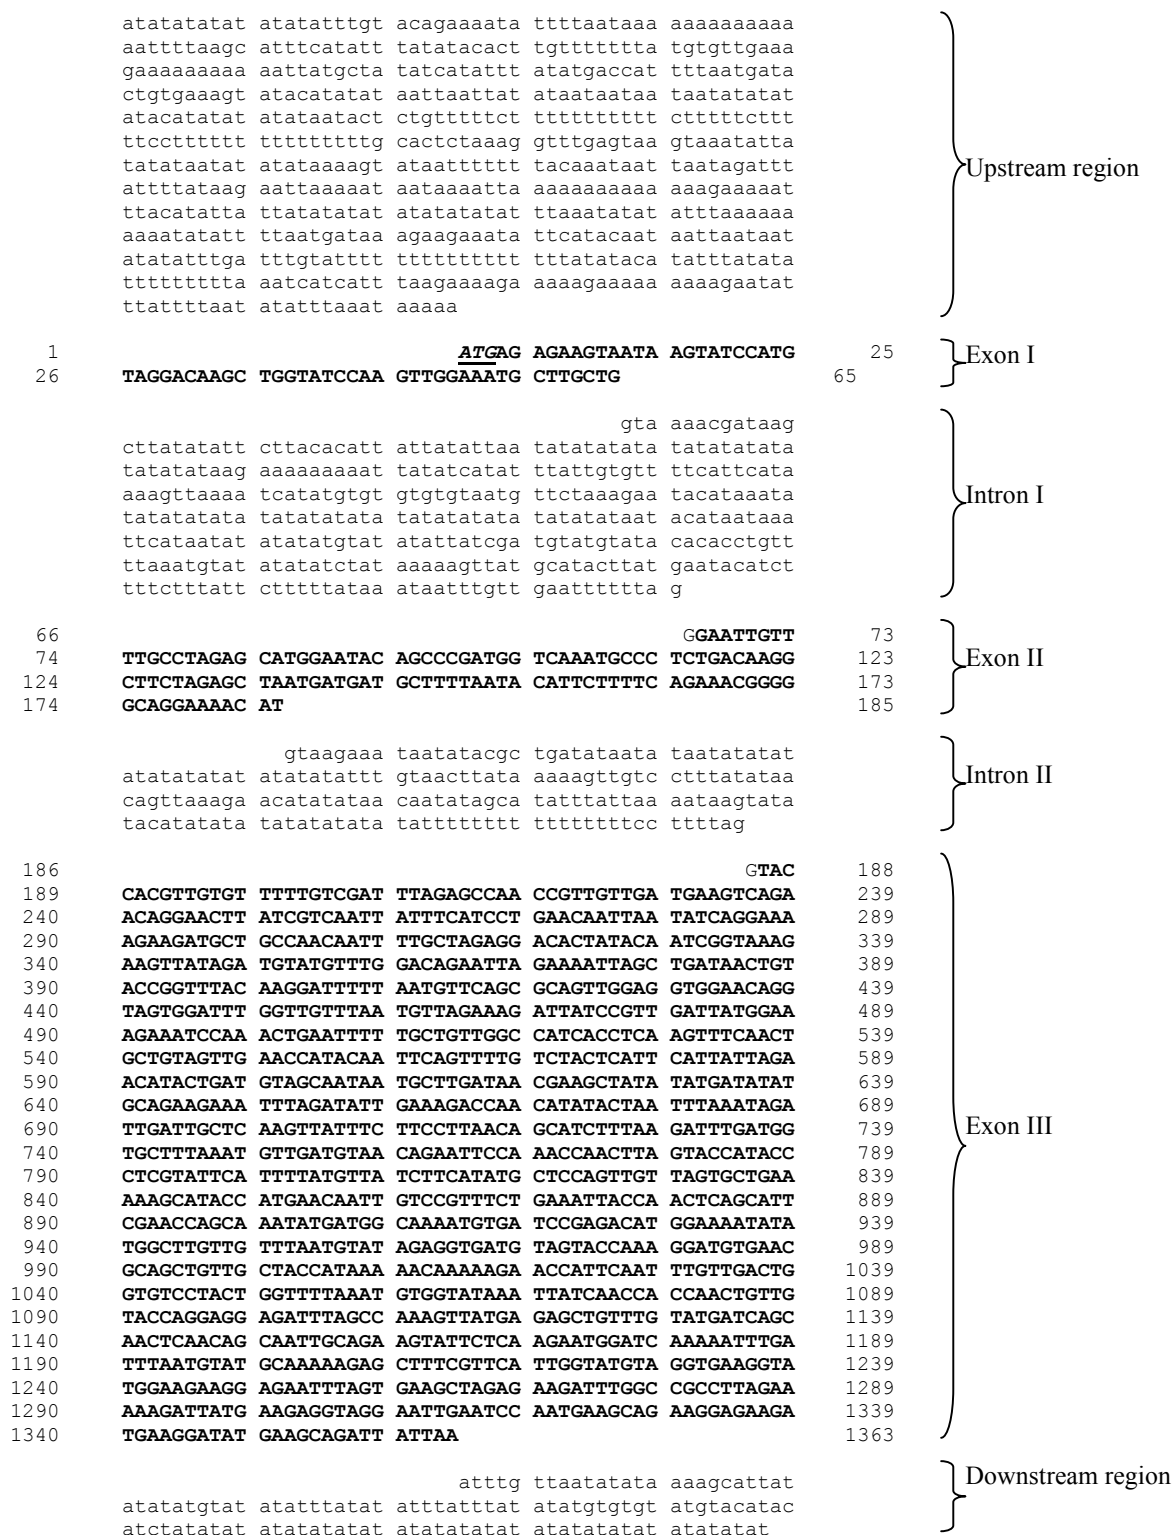 atatatatat atatatttgt acagaaaata ttttaataaa aaaaaaaaaa
aattttaagc atttcatatt tatatacact tgttttttta tgtgttgaaa
gaaaaaaaaa aattatgcta tatcatattt atatgaccat tttaatgata
ctgtgaaagt atacatatat aattaattat ataataataa taatatatat
atacatatat atataatact ctgtttttct tttttttttt ctttttcttt
ttcctttttt tttttttttg cactctaaag gtttgagtaa gtaaatatta
tatataatat atataaaagt ataatttttt tacaaataat taatagattt
attttataag aattaaaaat aataaaatta aaaaaaaaaa aaagaaaaat
ttacatatta ttatatatat atatatatat ttaaatatat atttaaaaaa
aaaatatatt ttaatgataa agaagaaata ttcatacaat aattaataat
atatatttga tttgtatttt tttttttttt tttatataca tatttatata
ttttttttta aatcatcatt taagaaaaga aaaagaaaaa aaaagaatat
ttattttaat atatttaaat aaaaa
Upstream region
1 ATGAG AGAAGTAATA AGTATCCATG 25
26 TAGGACAAGC TGGTATCCAA GTTGGAAATG CTTGCTG 65
Exon I
gta aaacgataag
cttatatatt cttacacatt attatattaa tatatatata tatatatata
tatatataag aaaaaaaaat tatatcatat ttattgtgtt ttcattcata
aaagttaaaa tcatatgtgt gtgtgtaatg ttctaaagaa tacataaata
tatatatata tatatatata tatatatata tatatataat acataataaa
ttcataatat atatatgtat atattatcga tgtatgtata cacacctgtt
ttaaatgtat atatatctat aaaaagttat gcatacttat gaatacatct
tttctttatt ctttttataa ataatttgtt gaatttttta g
Intron I
66 GGAATTGTT 73
74 TTGCCTAGAG CATGGAATAC AGCCCGATGG TCAAATGCCC TCTGACAAGG 123
124 CTTCTAGAGC TAATGATGAT GCTTTTAATA CATTCTTTTC AGAAACGGGG 173
174 GCAGGAAAAC AT 185
Exon II
gtaagaaa taatatacgc tgatataata taatatatat
atatatatat atatatattt gtaacttata aaaagttgtc ctttatataa
cagttaaaga acatatataa caatatagca tatttattaa aataagtata
tacatatata tatatatata tatttttttt ttttttttcc ttttag
Intron II
186 GTAC 188
189 CACGTTGTGT TTTTGTCGAT TTAGAGCCAA CCGTTGTTGA TGAAGTCAGA 239
240 ACAGGAACTT ATCGTCAATT ATTTCATCCT GAACAATTAA TATCAGGAAA 289
290 AGAAGATGCT GCCAACAATT TTGCTAGAGG ACACTATACA ATCGGTAAAG 339
340 AAGTTATAGA TGTATGTTTG GACAGAATTA GAAAATTAGC TGATAACTGT 389
390 ACCGGTTTAC AAGGATTTTT AATGTTCAGC GCAGTTGGAG GTGGAACAGG 439
440 TAGTGGATTT GGTTGTTTAA TGTTAGAAAG ATTATCCGTT GATTATGGAA 489
490 AGAAATCCAA ACTGAATTTT TGCTGTTGGC CATCACCTCA AGTTTCAACT 539
540 GCTGTAGTTG AACCATACAA TTCAGTTTTG TCTACTCATT CATTATTAGA 589
590 ACATACTGAT GTAGCAATAA TGCTTGATAA CGAAGCTATA TATGATATAT 639
640 GCAGAAGAAA TTTAGATATT GAAAGACCAA CATATACTAA TTTAAATAGA 689
690 TTGATTGCTC AAGTTATTTC TTCCTTAACA GCATCTTTAA GATTTGATGG 739
740 TGCTTTAAAT GTTGATGTAA CAGAATTCCA AACCAACTTA GTACCATACC 789
790 CTCGTATTCA TTTTATGTTA TCTTCATATG CTCCAGTTGT TAGTGCTGAA 839
840 AAAGCATACC ATGAACAATT GTCCGTTTCT GAAATTACCA ACTCAGCATT 889
890 CGAACCAGCA AATATGATGG CAAAATGTGA TCCGAGACAT GGAAAATATA 939
940 TGGCTTGTTG TTTAATGTAT AGAGGTGATG TAGTACCAAA GGATGTGAAC 989
990 GCAGCTGTTG CTACCATAAA AACAAAAAGA ACCATTCAAT TTGTTGACTG 1039
1040 GTGTCCTACT GGTTTTAAAT GTGGTATAAA TTATCAACCA CCAACTGTTG 1089
1090 TACCAGGAGG AGATTTAGCC AAAGTTATGA GAGCTGTTTG TATGATCAGC 1139
1140 AACTCAACAG CAATTGCAGA AGTATTCTCA AGAATGGATC AAAAATTTGA 1189
1190 TTTAATGTAT GCAAAAAGAG CTTTCGTTCA TTGGTATGTA GGTGAAGGTA 1239
1240 TGGAAGAAGG AGAATTTAGT GAAGCTAGAG AAGATTTGGC CGCCTTAGAA 1289
1290 AAAGATTATG AAGAGGTAGG AATTGAATCC AATGAAGCAG AAGGAGAAGA 1339
1340 TGAAGGATAT GAAGCAGATT ATTAA 1363
Exon III
atttg ttaatatata aaagcattat
atatatgtat atatttatat atttatttat atatgtgtgt atgtacatac
atctatatat atatatatat atatatatat atatatatat atatatat
Downstream region